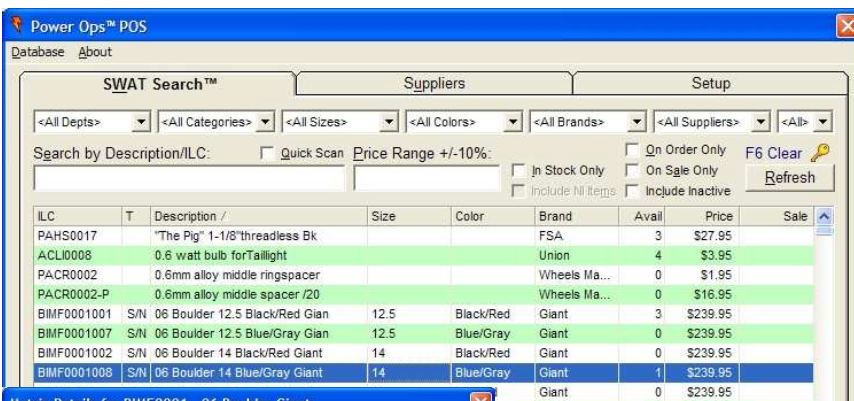 Power Ops™ POS
Database About
SWAT Search™ Suppliers Setup
<All Depts> <All Categories> <All Sizes> <All Colors> <All Brands> <All Suppliers> <All>
Search by Description/ILC: Quick Scan Price Range +/-10%: In Stock Only Include NI Items On Order Only On Sale Only Include Inactive F6 Clear Refresh
ILC T Description / Size Color Brand Avail Price Sale
PAHS0017 "The Pig" 1-1/8"threadless Bk FSA 3 $27.95
ACLI0008 0.6 watt bulb forTaillight Union 4 $3.95
PACR0002 0.6mm alloy middle ringspacer Wheels Ma... 0 $1.95
PACR0002-P 0.6mm alloy middle spacer /20 Wheels Ma... 0 $16.95
BIMF0001001 S/N 06 Boulder 12.5 Black/Red Gian 12.5 Black/Red Giant 3 $239.95
BIMF0001007 S/N 06 Boulder 12.5 Blue/Gray Gian 12.5 Blue/Gray Giant 0 $239.95
BIMF0001002 S/N 06 Boulder 14 Black/Red Giant 14 Black/Red Giant 0 $239.95
BIMF0001008 S/N 06 Boulder 14 Blue/Gray Giant 14 Blue/Gray Giant 1 $239.95
Giant 0 $239.95